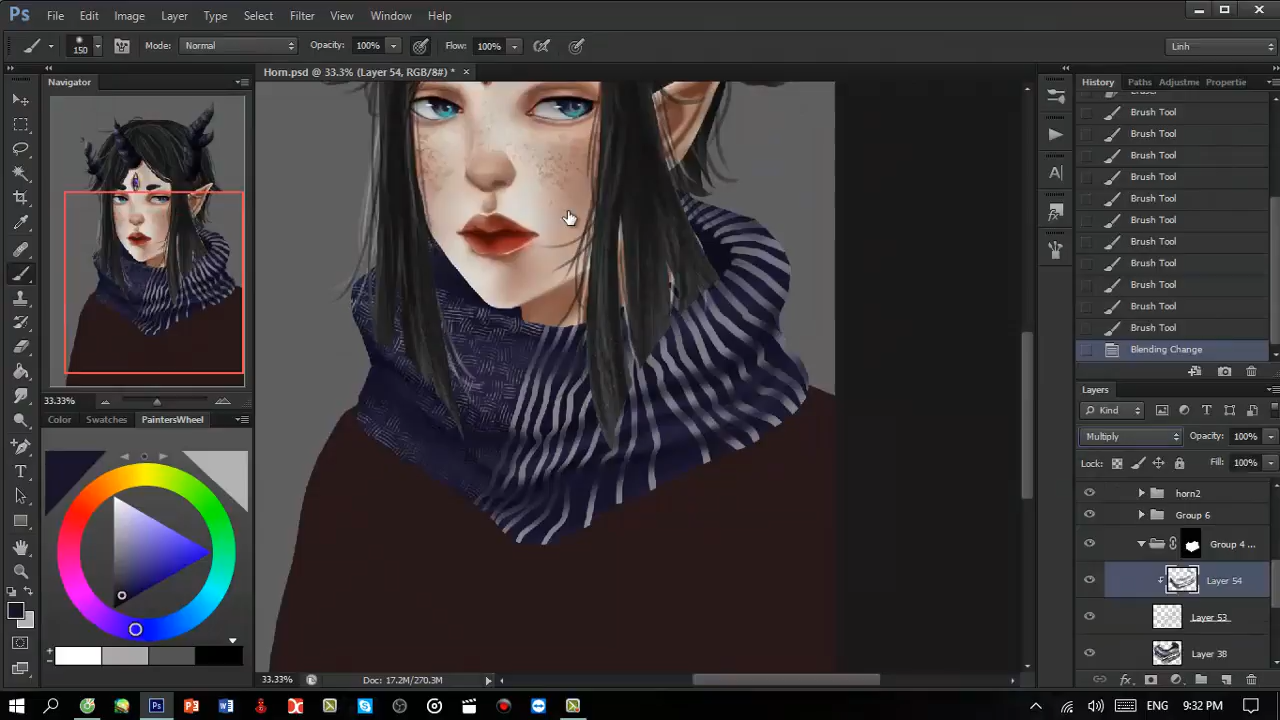 Ps File Edit Image Layer Type Select Filter View Window Help
150 Mode: Normal Opacity: 100% Flow: 100% Linh
Horn.psd @ 33.3% (Layer 54, RGB/8#) * ×
Navigator
33.33%
Color Swatches PaintersWheel
History Paths Adjustme Propertie
Brush Tool
Brush Tool
Brush Tool
Brush Tool
Brush Tool
Brush Tool
Brush Tool
Brush Tool
Brush Tool
Brush Tool
Brush Tool
Blending Change
Layers
Kind
Multiply Opacity: 100%
Lock: Fill: 100%
horn2
Group 6
Group 4 ...
Layer 54
Layer 53
Layer 38
33.33% Doc: 17.2M/270.3M
ENG 9:32 PM